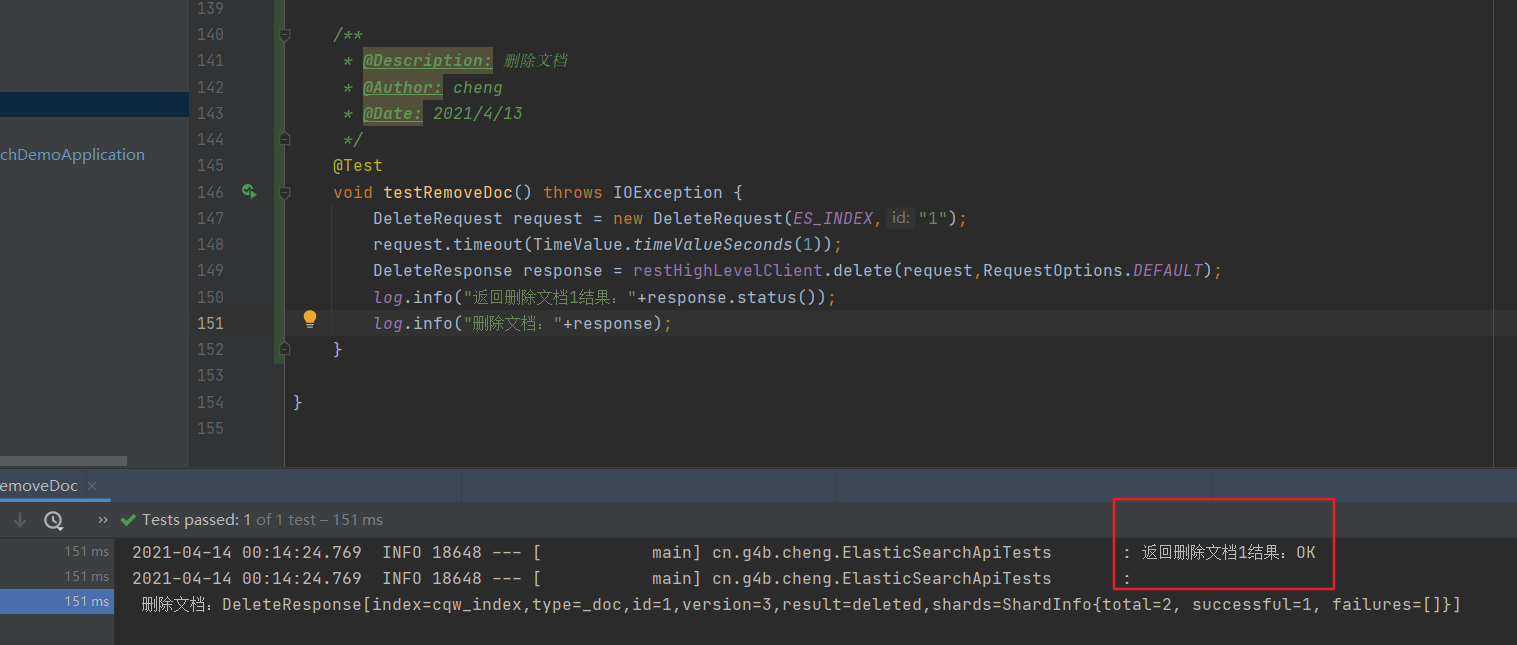 139
140 /**
141 * @Description: 删除文档
142 * @Author: cheng
143 * @Date: 2021/4/13
144 */
chDemoApplication
145 @Test
146 void testRemoveDoc() throws IOException {
147 DeleteRequest request = new DeleteRequest(ES_INDEX, id: "1");
148 request.timeout(TimeValue.timeValueSeconds(1));
149 DeleteResponse response = restHighLevelClient.delete(request,RequestOptions.DEFAULT);
150 log.info("返回删除文档1结果："+response.status());
151 log.info("删除文档："+response);
152 }
153
154 }
155
emoveDoc ×
» Tests passed: 1 of 1 test – 151 ms
151 ms 2021-04-14 00:14:24.769 INFO 18648 --- [ main] cn.g4b.cheng.ElasticSearchApiTests : 返回删除文档1结果：OK
151 ms 2021-04-14 00:14:24.769 INFO 18648 --- [ main] cn.g4b.cheng.ElasticSearchApiTests :
151 ms 删除文档：DeleteResponse[index=cqw_index,type=_doc,id=1,version=3,result=deleted,shards=ShardInfo{total=2, successful=1, failures=[]}]